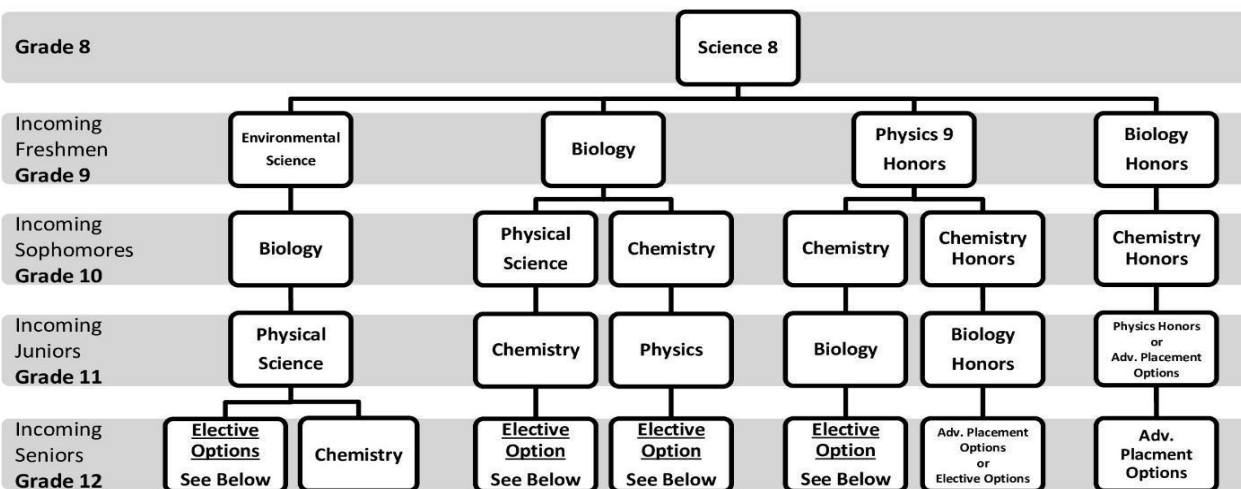 Grade 8
Science 8
Incoming
Freshmen
Grade 9
Environmental
Science
Biology
Physics 9
Honors
Biology
Honors
Incoming
Sophomores
Grade 10
Biology
Physical
Science
Chemistry
Chemistry
Chemistry
Honors
Chemistry
Honors
Incoming
Juniors
Grade 11
Physical
Science
Chemistry
Physics
Biology
Biology
Honors
Physics Honors
or
Adv. Placement
Options
Incoming
Seniors
Grade 12
Elective
Options
See Below
Chemistry
Elective
Option
See Below
Elective
Option
See Below
Elective
Option
See Below
Adv. Placement
Options
or
Elective Options
Adv.
Placment
Options